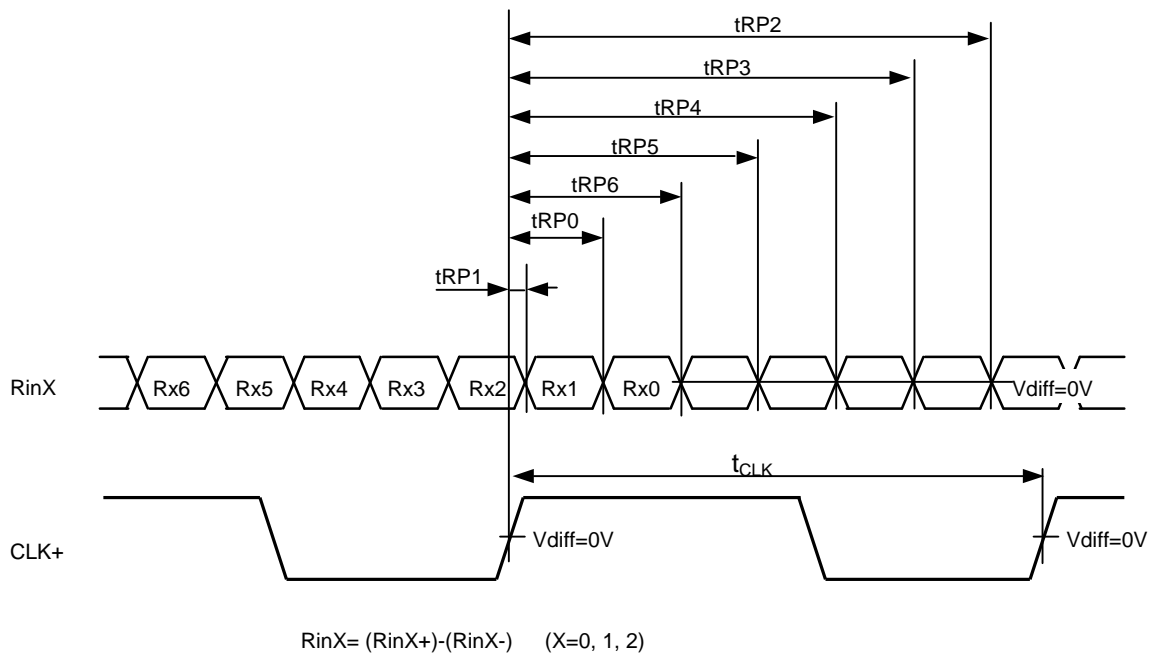 tRP2
tRP3
tRP4
tRP5
tRP6
tRP0
tRP1
RinX Rx6 Rx5 Rx4 Rx3 Rx2 Rx1 Rx0 Vdiff=0V
tCLK
CLK+ Vdiff=0V Vdiff=0V
RinX= (RinX+)-(RinX-) (X=0, 1, 2)